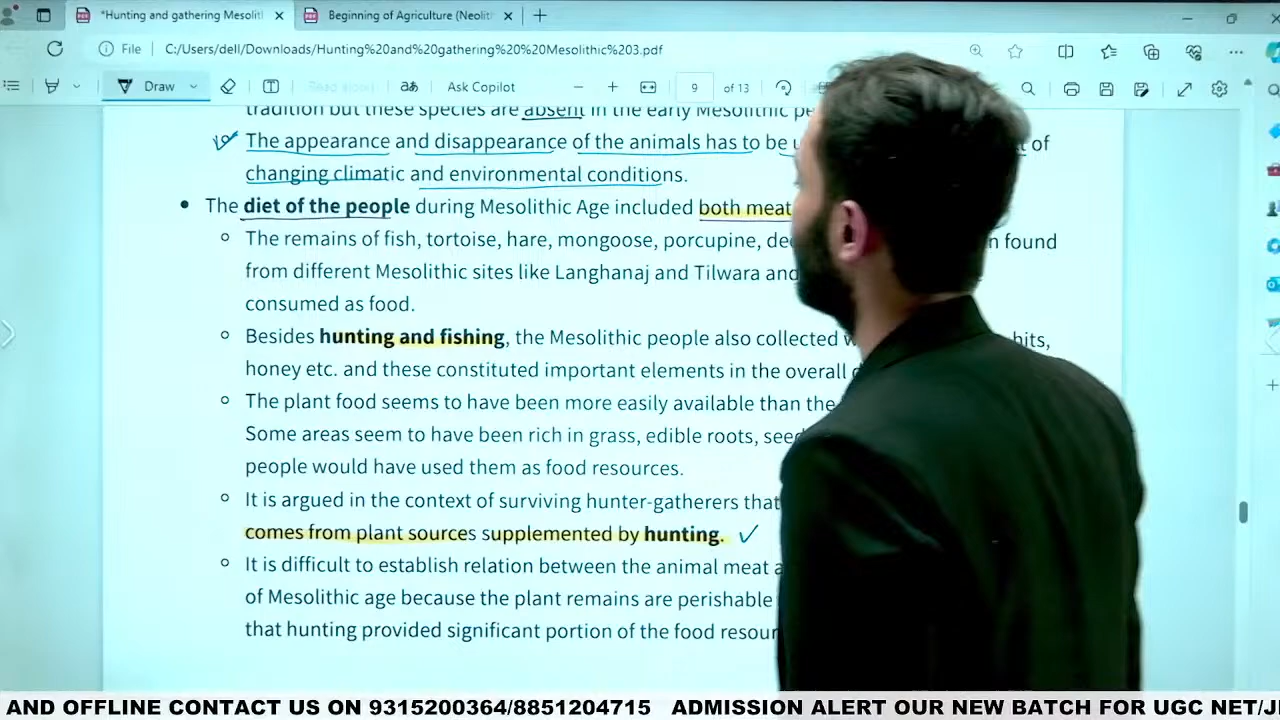 *Hunting and gathering Mesolit
Beginning of Agriculture (Neolit
File C:/Users/dell/Downloads/Hunting%20and%20gathering%20%20Mesolithic%203.pdf
Draw Read aloud Ask Copilot 9 of 13
tradition but these species are absent in the early Mesolithic
The appearance and disappearance of the animals has to be of
changing climatic and environmental conditions.
The diet of the people during Mesolithic Age included both meat
The remains of fish, tortoise, hare, mongoose, porcupine, found
from different Mesolithic sites like Langhanaj and Tilwara and
consumed as food.
Besides hunting and fishing, the Mesolithic people also collected
honey etc. and these constituted important elements in the overall
The plant food seems to have been more easily available than the
Some areas seem to have been rich in grass, edible roots,
people would have used them as food resources.
It is argued in the context of surviving hunter-gatherers that
comes from plant sources supplemented by hunting.
It is difficult to establish relation between the animal meat
of Mesolithic age because the plant remains are perishable
that hunting provided significant portion of the food
AND OFFLINE CONTACT US ON 9315200364/8851204715 ADMISSION ALERT OUR NEW BATCH FOR UGC NET/J